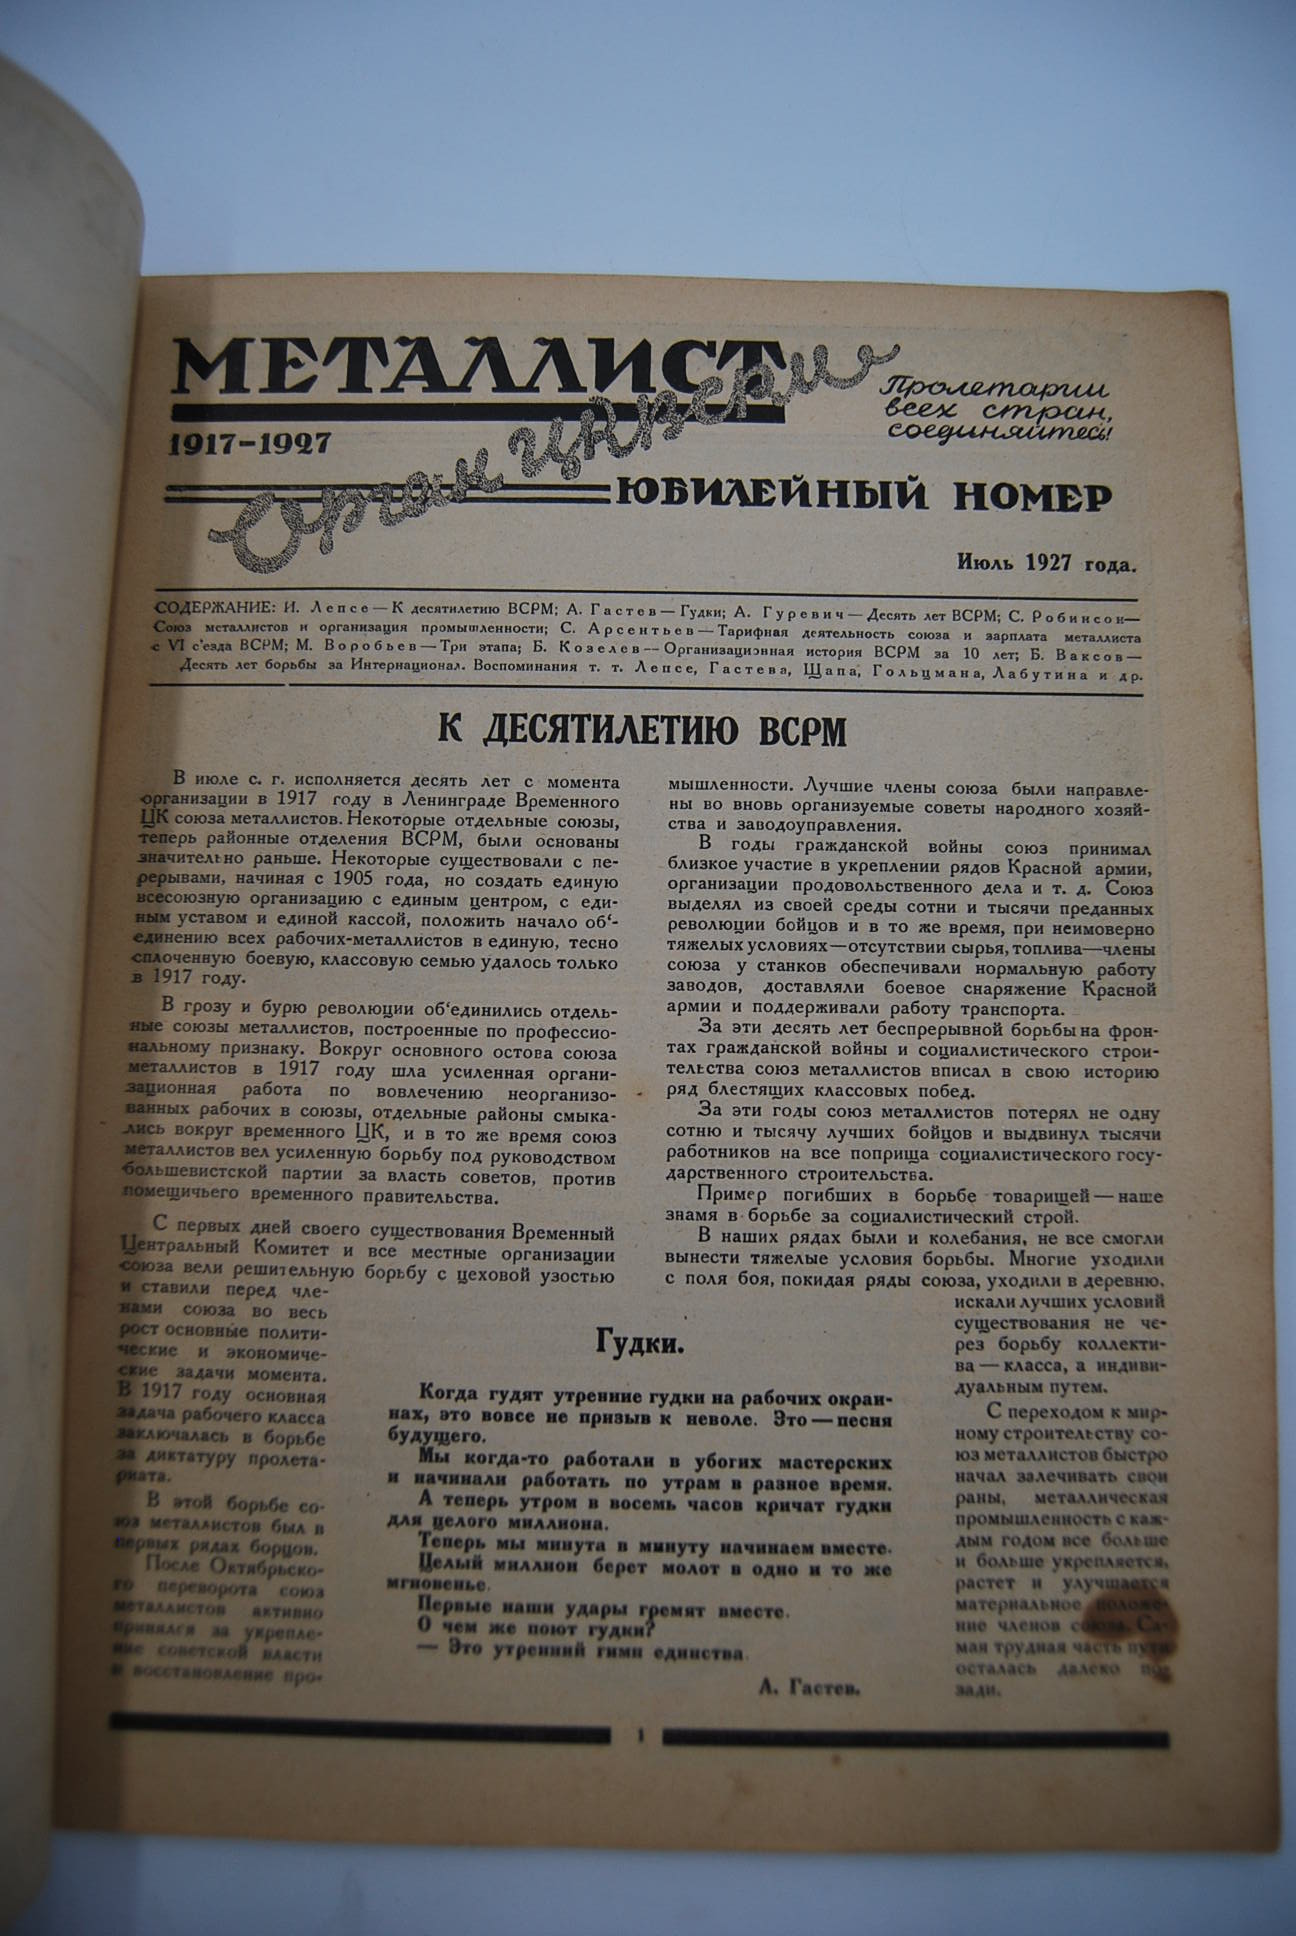 МЕТАЛЛИСТ
1917-1927
Орган ЦК ВСРМ
Пролетарии
всех стран,
соединяйтесь!
ЮБИЛЕЙНЫЙ НОМЕР
Июль 1927 года.
СОДЕРЖАНИЕ: И. Лепсе — К десятилетию ВСРМ; А. Гастев — Гудки; А. Гуревич — Десять лет ВСРМ; С. Робинсон —
Союз металлистов и организация промышленности; С. Арсентьев — Тарифная деятельность союза и зарплата металлиста
с VI с'езда ВСРМ; М. Воробьев — Три этапа; Б. Козелев — Организационная история ВСРМ за 10 лет; Б. Ваксов —
Десять лет борьбы за Интернационал. Воспоминания т. т. Лепсе, Гастева, Щапа, Гольцмана, Лабутина и др.
К ДЕСЯТИЛЕТИЮ ВСРМ
В июле с. г. исполняется десять лет с момента
организации в 1917 году в Ленинграде Временного
ЦК союза металлистов. Некоторые отдельные союзы,
теперь районные отделения ВСРМ, были основаны
значительно раньше. Некоторые существовали с пе-
рерывами, начиная с 1905 года, но создать единую
всесоюзную организацию с единым центром, с еди-
ным уставом и единой кассой, положить начало об'-
единению всех рабочих-металлистов в единую, тесно
сплоченную боевую, классовую семью удалось только
в 1917 году.
В грозу и бурю революции об'единились отдель-
ные союзы металлистов, построенные по профессио-
нальному признаку. Вокруг основного остова союза
металлистов в 1917 году шла усиленная органи-
зационная работа по вовлечению неорганизо-
ванных рабочих в союзы, отдельные районы смыка-
лись вокруг временного ЦК, и в то же время союз
металлистов вел усиленную борьбу под руководством
большевистской партии за власть советов, против
помещичьего временного правительства.
С первых дней своего существования Временный
Центральный Комитет и все местные организации
союза вели решительную борьбу с цеховой узостью
и ставили перед чле-
нами союза во весь
рост основные полити-
ческие и экономиче-
ские задачи момента.
В 1917 году основная
задача рабочего класса
заключалась в борьбе
за диктатуру пролета-
риата.
В этой борьбе со-
юз металлистов был в
первых рядах борцов.
После Октябрьско-
го переворота союз
металлистов активно
принялся за укрепле-
ние советской власти
и восстановление про-
мышленности. Лучшие члены союза были направле-
ны во вновь организуемые советы народного хозяй-
ства и заводоуправления.
В годы гражданской войны союз принимал
близкое участие в укреплении рядов Красной армии,
организации продовольственного дела и т. д. Союз
выделял из своей среды сотни и тысячи преданных
революции бойцов и в то же время, при неимоверно
тяжелых условиях—отсутствии сырья, топлива—члены
союза у станков обеспечивали нормальную работу
заводов, доставляли боевое снаряжение Красной
армии и поддерживали работу транспорта.
За эти десять лет беспрерывной борьбы на фрон-
тах гражданской войны и социалистического строи-
тельства союз металлистов вписал в свою историю
ряд блестящих классовых побед.
За эти годы союз металлистов потерял не одну
сотню и тысячу лучших бойцов и выдвинул тысячи
работников на все поприща социалистического госу-
дарственного строительства.
Пример погибших в борьбе товарищей — наше
знамя в борьбе за социалистический строй.
В наших рядах были и колебания, не все смогли
вынести тяжелые условия борьбы. Многие уходили
с поля боя, покидая ряды союза, уходили в деревню,
искали лучших условий
существования не че-
рез борьбу коллекти-
ва — класса, а индиви-
дуальным путем.
С переходом к мир-
ному строительству со-
юз металлистов быстро
начал залечивать свои
раны, металлическая
промышленность с каж-
дым годом все больше
и больше укрепляется,
растет и улучшается
материальное положе-
ние членов союза. Са-
мая трудная часть пути
осталась далеко по-
зади.
Гудки.
Когда гудят утренние гудки на рабочих окраи-
нах, это вовсе не призыв к неволе. Это — песня
будущего.
Мы когда-то работали в убогих мастерских
и начинали работать по утрам в разное время.
А теперь утром в восемь часов кричат гудки
для целого миллиона.
Теперь мы минута в минуту начинаем вместе.
Целый миллион берет молот в одно и то же
мгновенье.
Первые наши удары гремят вместе.
О чем же поют гудки?
— Это утренний гимн единства.
А. Гастев.
1